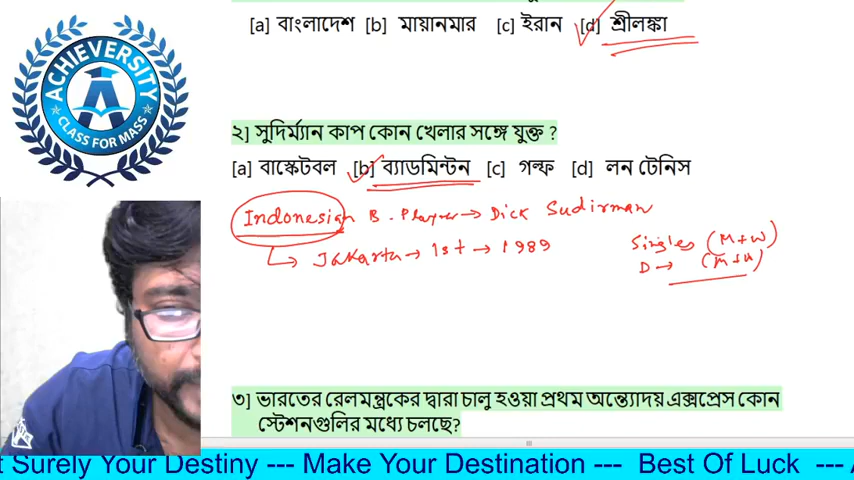 [a] বাংলাদেশ [b] মায়ানমার [c] ইরান [d] শ্রীলঙ্কা
ACHIEVERSITY
CLASS FOR MASS
২] সুদির্ম্যান কাপ কোন খেলার সঙ্গে যুক্ত ?
[a] বাস্কেটবল [b] ব্যাডমিন্টন [c] গল্ফ [d] লন টেনিস
Indonesian B. Player → Dick Sudirman
Jakarta → 1st → 1989
Singles (M+W)
D → (M+W)
৩] ভারতের রেলমন্ত্রকের দ্বারা চালু হওয়া প্রথম অন্ত্যোদয় এক্সপ্রেস কোন
স্টেশনগুলির মধ্যে চলছে?
t Surely Your Destiny --- Make Your Destination --- Best Of Luck --- A